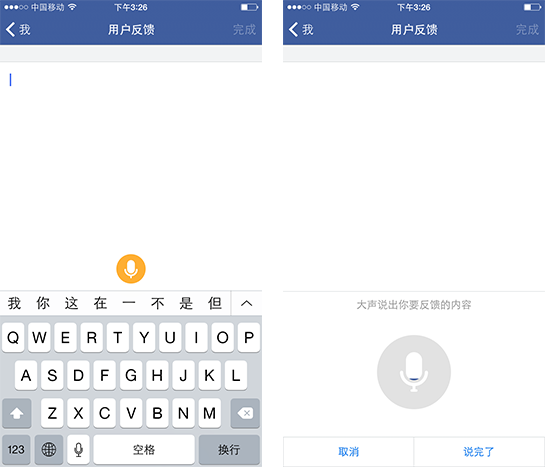 中国移动 下午3:26
我 用户反馈 完成
我 你 这 在 一 不 是 但
Q W E R T Y U I O P
A S D F G H J K L
Z X C V B N M
123 空格 换行
中国移动 下午3:26
我 用户反馈 完成
大声说出你要反馈的内容
取消 说完了